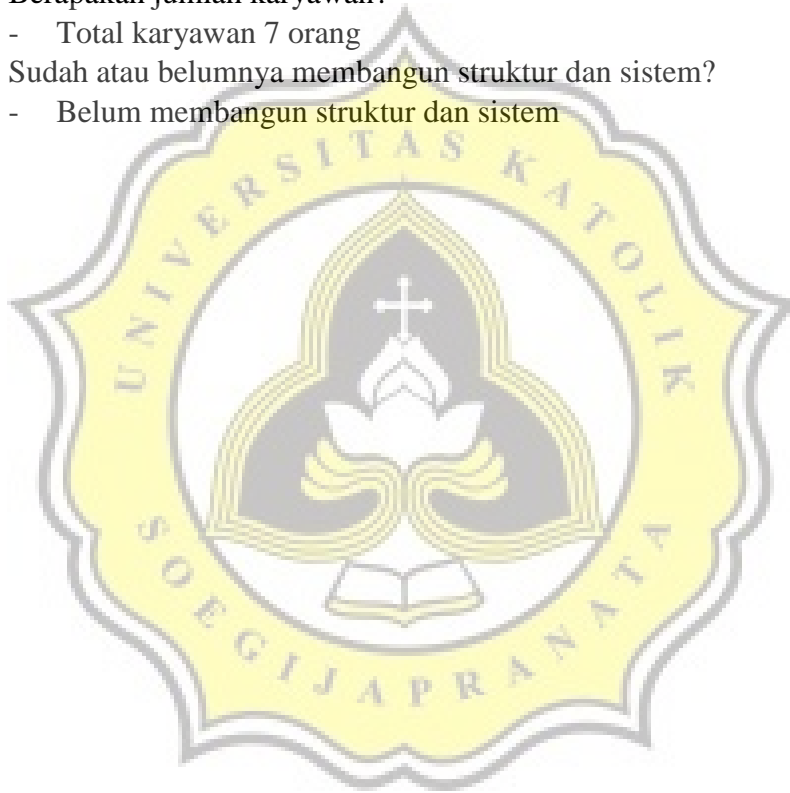 - Total karyawan 7 orang
Sudah atau belumnya membangun struktur dan sistem?
- Belum membangun struktur dan sistem
UNIVERSITAS KATOLIK
SOEGIJAPRANATA